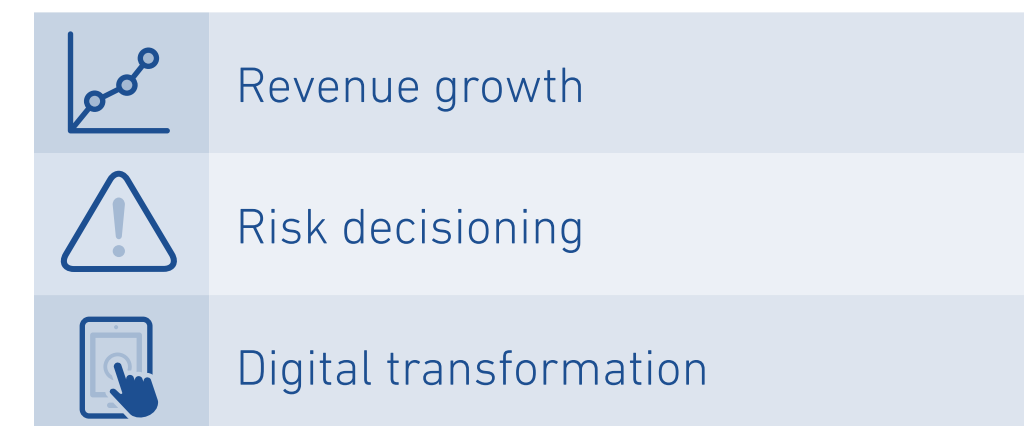 Revenue growth
Risk decisioning
Digital transformation